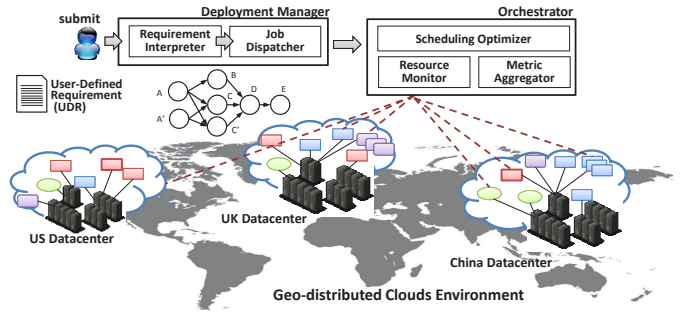 Deployment Manager
Orchestrator
submit
Requirement
Interpreter
Job
Dispatcher
Scheduling Optimizer
Resource
Monitor
Metric
Aggregator
User-Defined
Requirement
(UDR)
A
A'
B
C
C'
D
E
US Datacenter
UK Datacenter
China Datacenter
Geo-distributed Clouds Environment